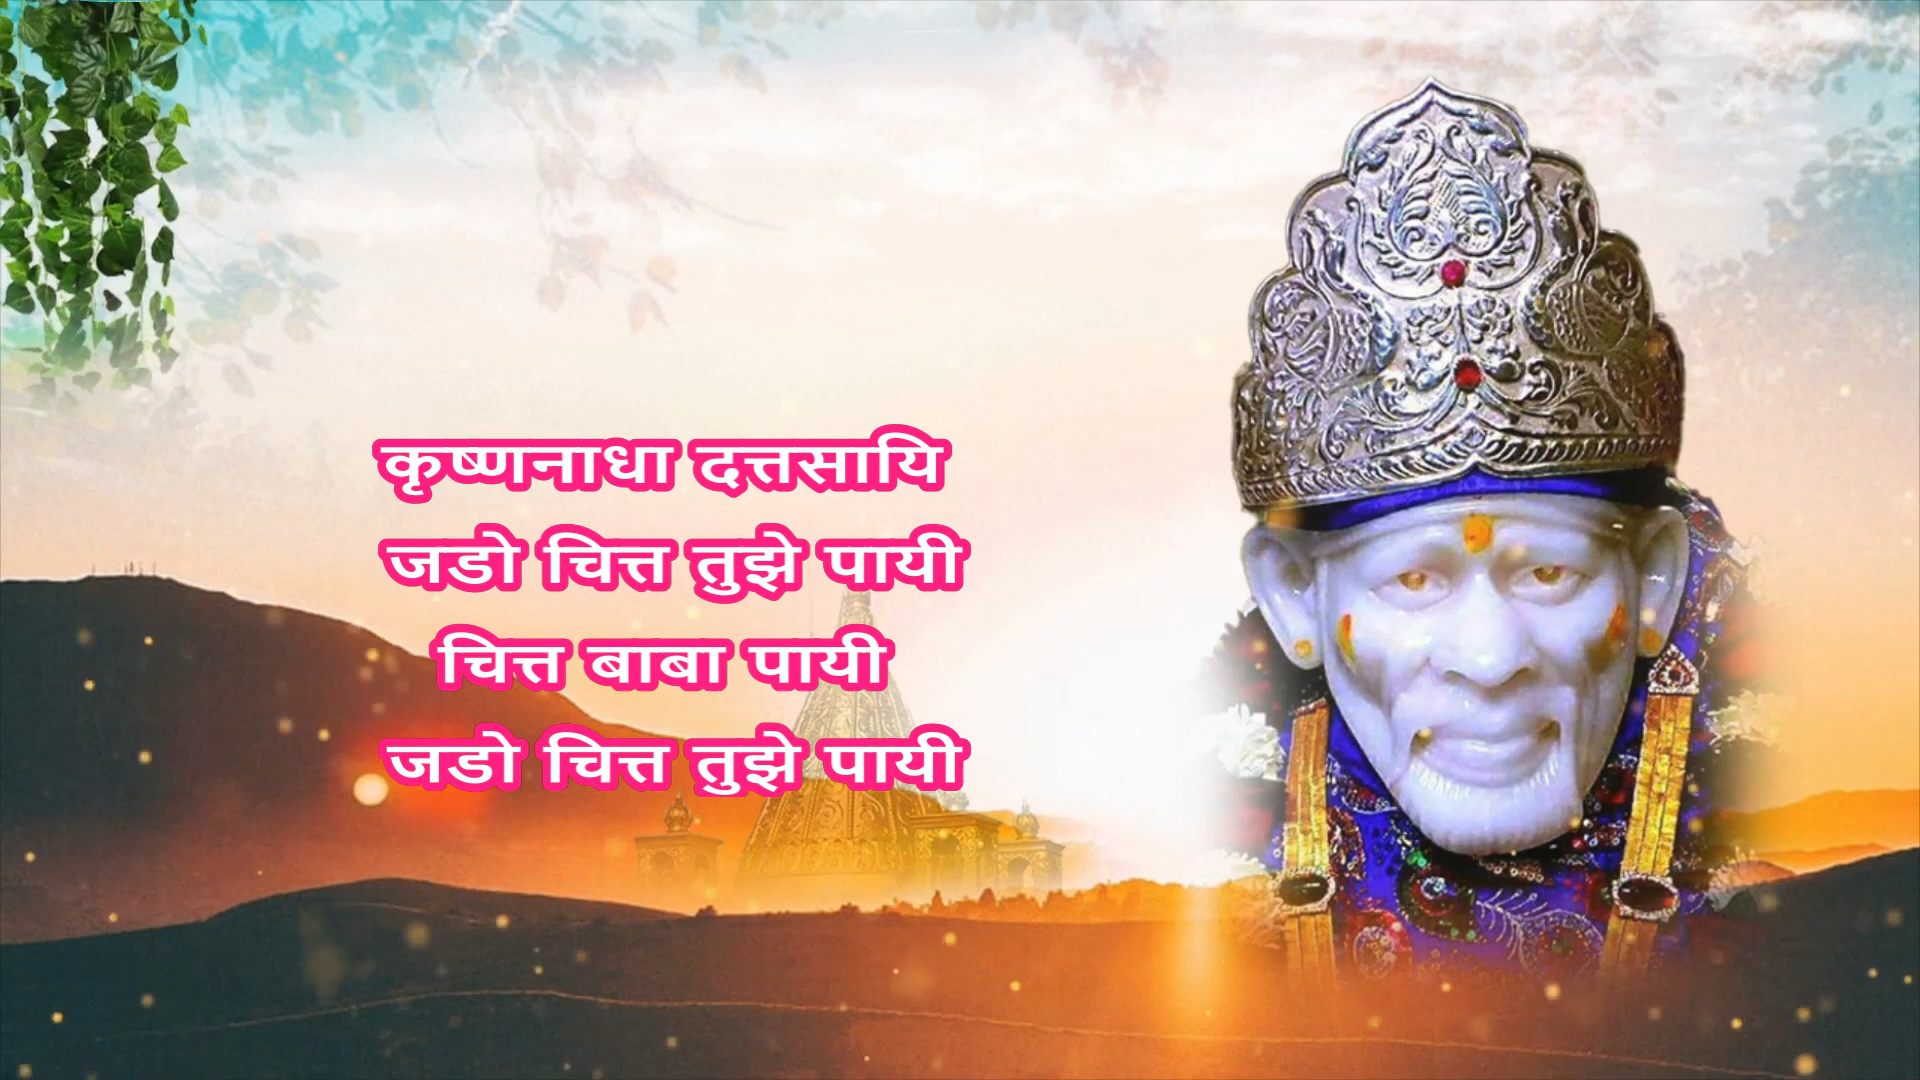 कृष्णनाधा दत्तसायि
जडो चित्त तुझे पायी
चित्त बाबा पायी
जडो चित्त तुझे पायी